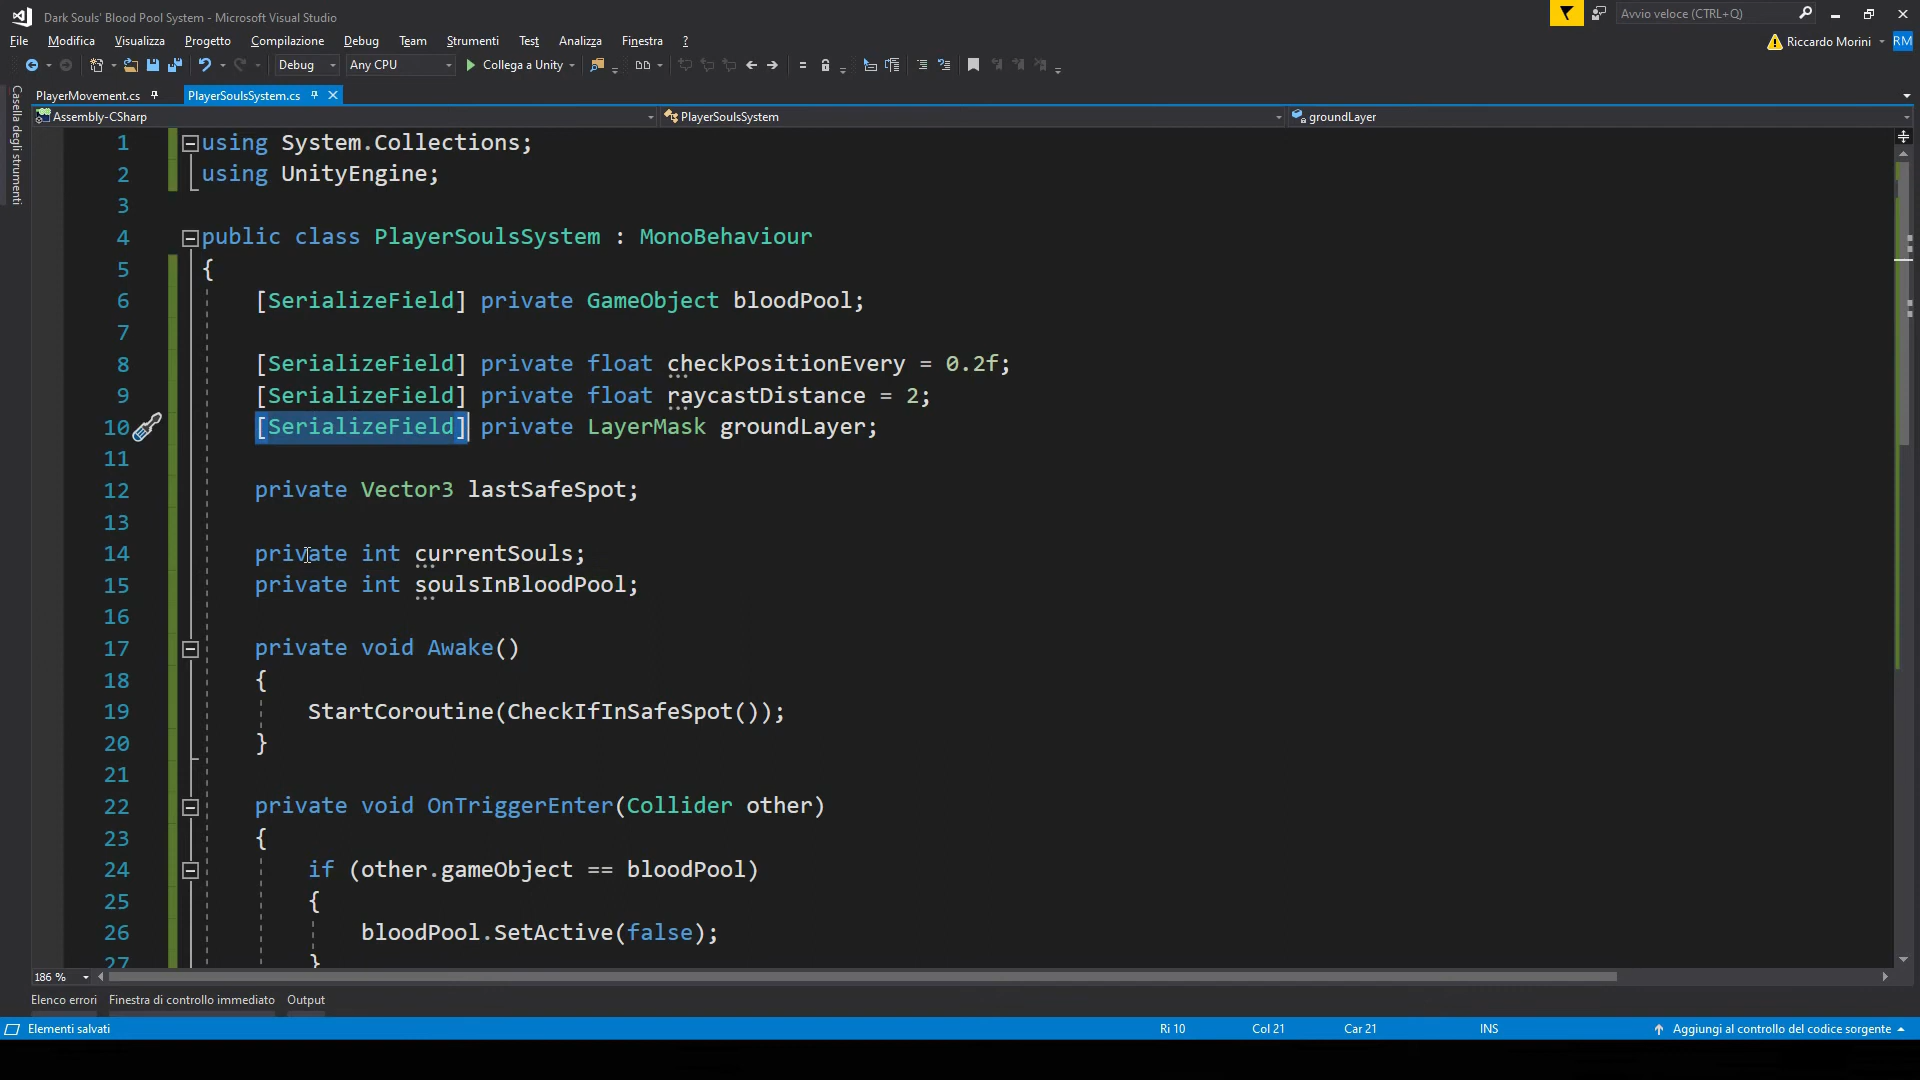 Dark Souls' Blood Pool System - Microsoft Visual Studio
Avvio veloce (CTRL+Q)
File Modifica Visualizza Progetto Compilazione Debug Team Strumenti Test Analizza Finestra ?
Riccardo Morini RM
Debug Any CPU Collega a Unity
Casella degli strumenti
PlayerMovement.cs PlayerSoulsSystem.cs
Assembly-CSharp PlayerSoulsSystem groundLayer
1 using System.Collections;
2 using UnityEngine;
3
4 public class PlayerSoulsSystem : MonoBehaviour
5 {
6 [SerializeField] private GameObject bloodPool;
7
8 [SerializeField] private float checkPositionEvery = 0.2f;
9 [SerializeField] private float raycastDistance = 2;
10 [SerializeField] private LayerMask groundLayer;
11
12 private Vector3 lastSafeSpot;
13
14 private int currentSouls;
15 private int soulsInBloodPool;
16
17 private void Awake()
18 {
19 StartCoroutine(CheckIfInSafeSpot());
20 }
21
22 private void OnTriggerEnter(Collider other)
23 {
24 if (other.gameObject == bloodPool)
25 {
26 bloodPool.SetActive(false);
27 }
186 %
Elenco errori Finestra di controllo immediato Output
Elementi salvati Ri 10 Col 21 Car 21 INS Aggiungi al controllo del codice sorgente